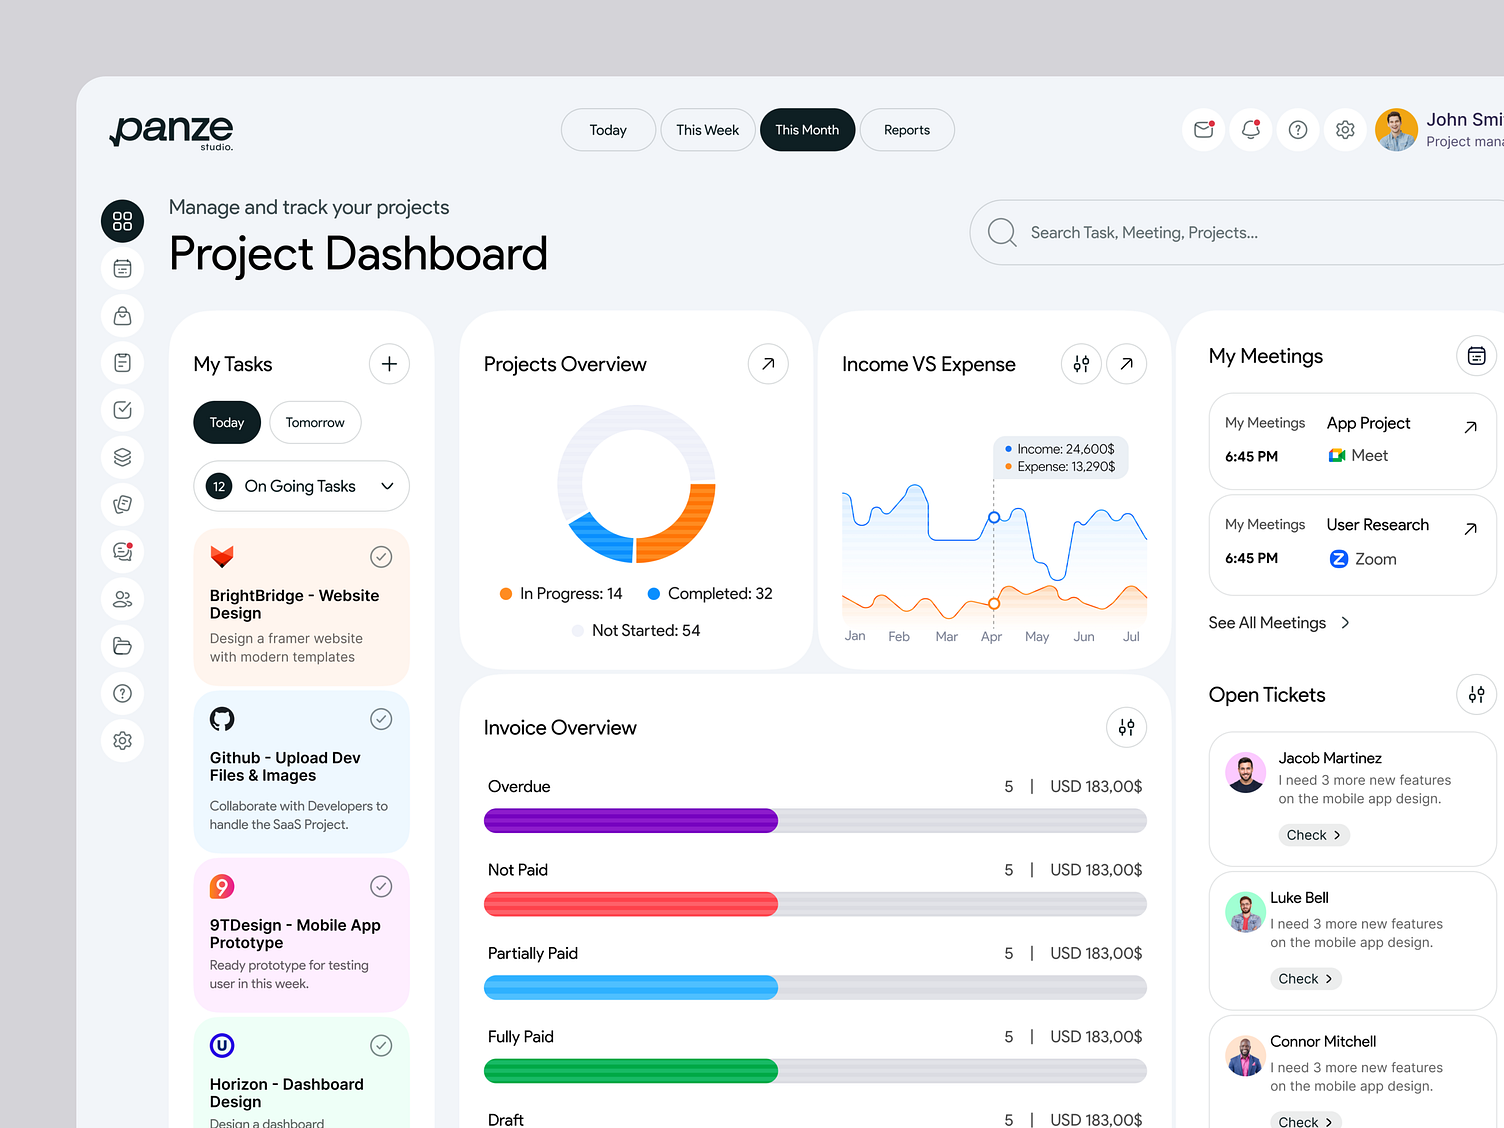 panze
studio.
Today
This Week
This Month
Reports
John Smi
Project mana
Manage and track your projects
Project Dashboard
Search Task, Meeting, Projects...
My Tasks
Today
Tomorrow
12
On Going Tasks
BrightBridge - Website
Design
Design a framer website
with modern templates
Github - Upload Dev
Files & Images
Collaborate with Developers to
handle the SaaS Project.
9
9TDesign - Mobile App
Prototype
Ready prototype for testing
user in this week.
U
Horizon - Dashboard
Design
Design a dashboard
Projects Overview
In Progress: 14
Completed: 32
Not Started: 54
Income VS Expense
Income: 24,600$
Expense: 13,290$
Jan Feb Mar Apr May Jun Jul
Invoice Overview
Overdue 5 | USD 183,00$
Not Paid 5 | USD 183,00$
Partially Paid 5 | USD 183,00$
Fully Paid 5 | USD 183,00$
Draft 5 | USD 183,00$
My Meetings
My Meetings App Project
6:45 PM Meet
My Meetings User Research
6:45 PM Zoom
See All Meetings
Open Tickets
Jacob Martinez
I need 3 more new features
on the mobile app design.
Check
Luke Bell
I need 3 more new features
on the mobile app design.
Check
Connor Mitchell
I need 3 more new features
on the mobile app design.
Check